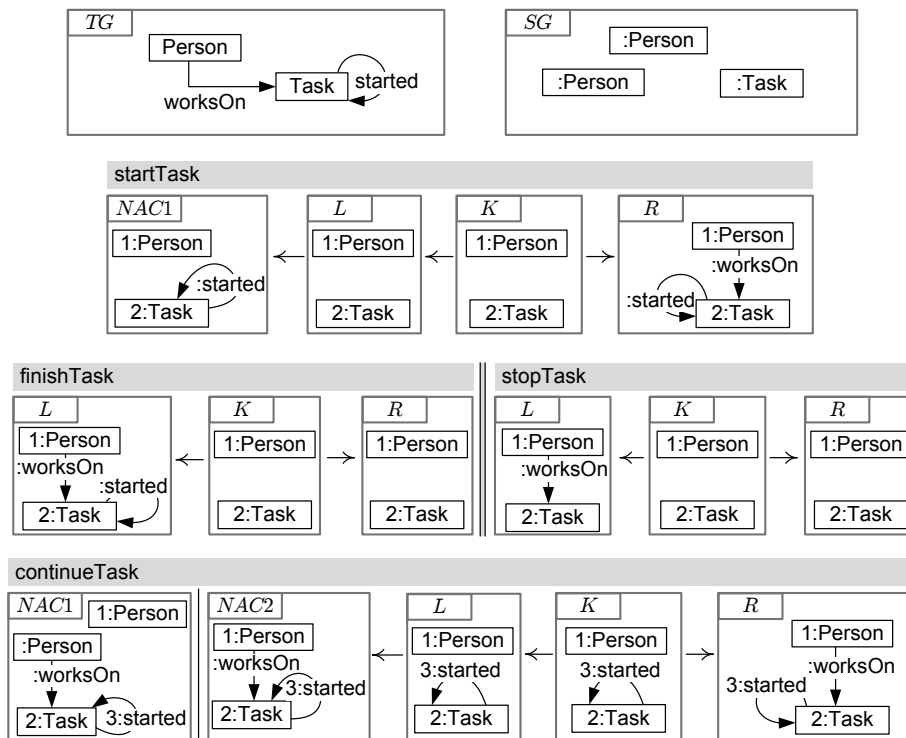 TG
Person
Task
started
worksOn
SG
:Person
:Person
:Task
startTask
NAC1
1:Person
:started
2:Task
L
1:Person
2:Task
K
1:Person
2:Task
R
1:Person
:worksOn
:started
2:Task
finishTask
L
1:Person
:worksOn
:started
2:Task
K
1:Person
2:Task
R
1:Person
2:Task
stopTask
L
1:Person
:worksOn
2:Task
K
1:Person
2:Task
R
1:Person
2:Task
continueTask
NAC1
1:Person
:Person
:worksOn
2:Task
3:started
NAC2
1:Person
:worksOn
3:started
2:Task
L
1:Person
3:started
2:Task
K
1:Person
3:started
2:Task
R
1:Person
:worksOn
3:started
2:Task